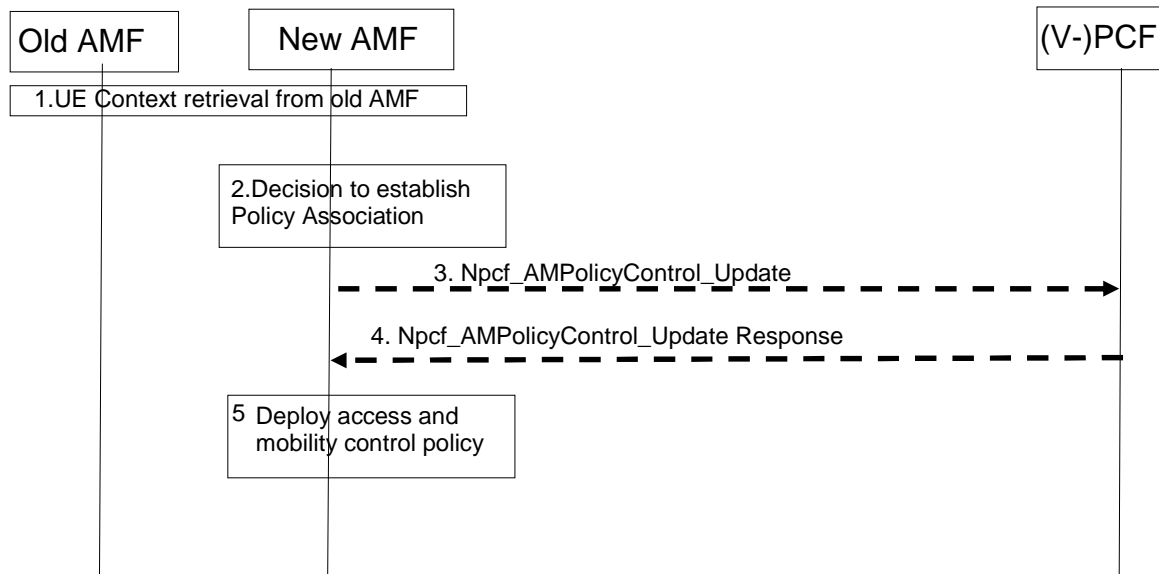 Old AMF
New AMF
(V-)PCF
1.UE Context retrieval from old AMF
2.Decision to establish
Policy Association
3. Npcf_AMPolicyControl_Update
4. Npcf_AMPolicyControl_Update Response
5 Deploy access and
mobility control policy